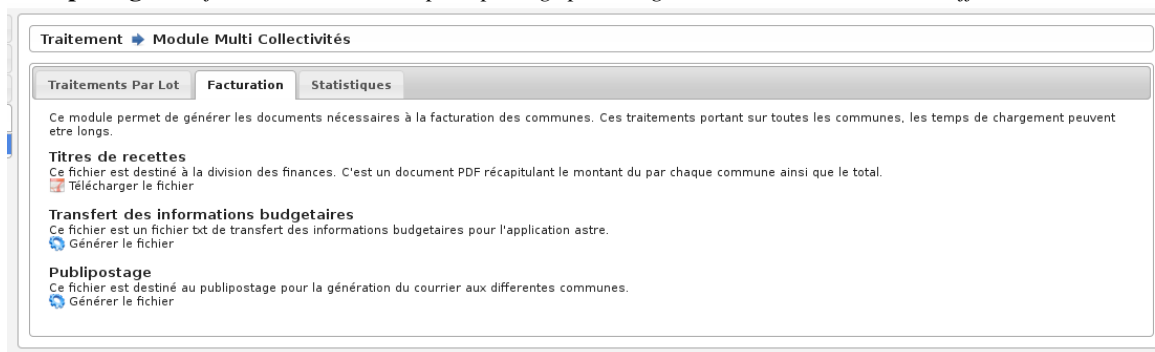 Traitement Module Multi Collectivités
Traitements Par Lot Facturation Statistiques
Ce module permet de générer les documents nécessaires à la facturation des communes. Ces traitements portant sur toutes les communes, les temps de chargement peuvent
etre longs.
Titres de recettes
Ce fichier est destiné à la division des finances. C'est un document PDF récapitulant le montant du par chaque commune ainsi que le total.
Télécharger le fichier
Transfert des informations budgetaires
Ce fichier est un fichier txt de transfert des informations budgetaires pour l'application astre.
Générer le fichier
Publipostage
Ce fichier est destiné au publipostage pour la génération du courrier aux differentes communes.
Générer le fichier